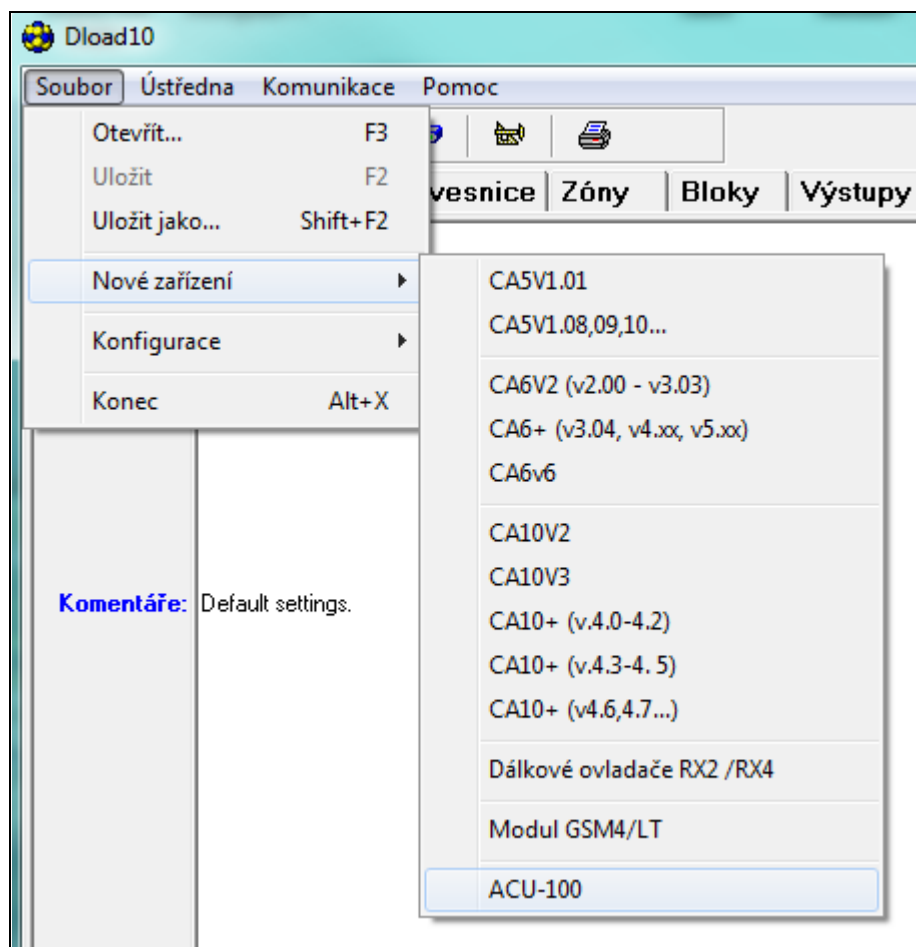 Dload10
Soubor Ústředna Komunikace Pomoc
Otevřít... F3
Uložit F2
Uložit jako... Shift+F2
Nové zařízení
Konfigurace
Konec Alt+X
vesnice Zóny Bloky Výstupy
CA5V1.01
CA5V1.08,09,10...
CA6V2 (v2.00 - v3.03)
CA6+ (v3.04, v4.xx, v5.xx)
CA6v6
CA10V2
CA10V3
CA10+ (v.4.0-4.2)
CA10+ (v.4.3-4. 5)
CA10+ (v4.6,4.7...)
Dálkové ovladače RX2 /RX4
Modul GSM4/LT
ACU-100
Komentáře: Default settings.